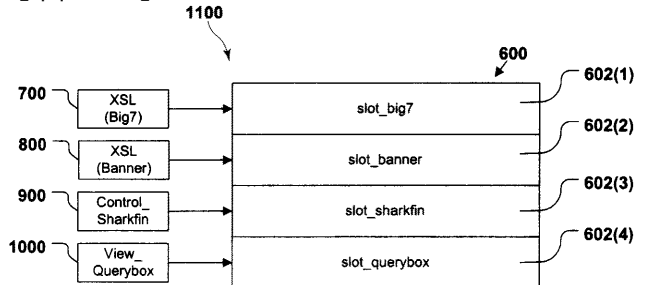 1100
600
700
XSL
(Big7)
slot_big7
602(1)
800
XSL
(Banner)
slot_banner
602(2)
900
Control_
Sharkfin
slot_sharkfin
602(3)
1000
View_
Querybox
slot_querybox
602(4)